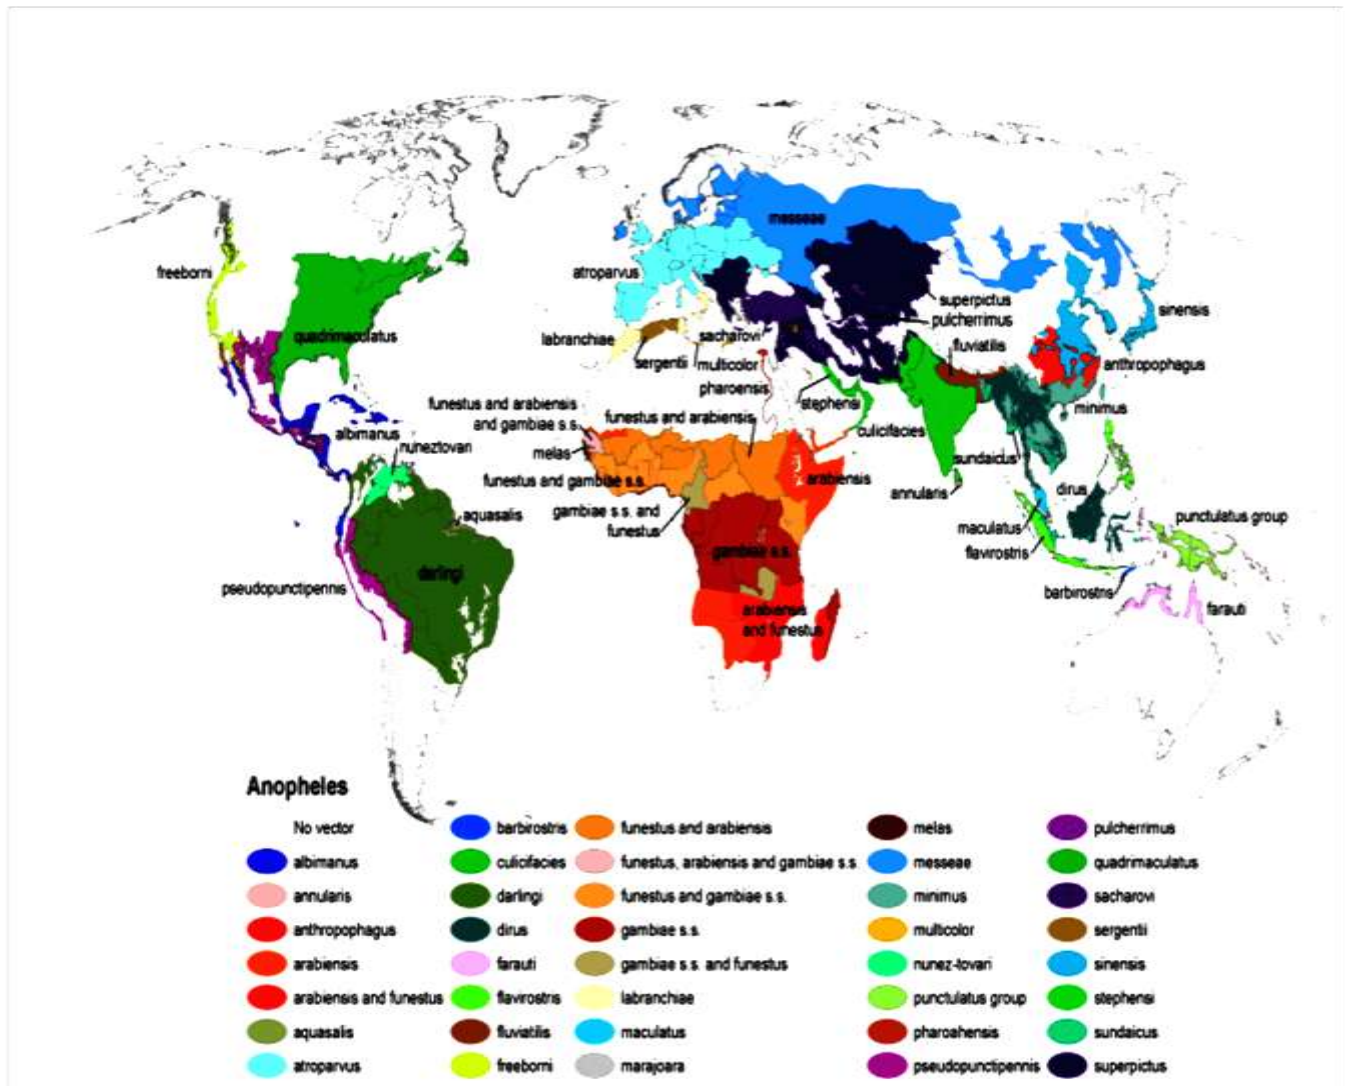 freeborni
quadrimaculatus
albimanus
nuneztovan
aquasalis
darlingi
pseudopunctipennis
messeae
atroparvus
labranchiae
sergentii
multicolor
sacharovi
pharoensis
superpictus
pulcherrimus
fluviatilis
sinensis
anthropophagus
minimus
stephensi
culicifacies
sundaicus
annularis
dirus
maculatus
flavirostris
barbirostris
punctulatus group
farauti
funestus and arabiensis
and gambiae s.s.
funestus and arabiensis
melas
funestus and gambiae s.s.
gambiae s.s. and
funestus
arabiensis
gambiae s.s.
arabiensis
and funestus
Anopheles
No vector
albimanus
annularis
anthropophagus
arabiensis
arabiensis and funestus
aquasalis
atroparvus
barbirostris
culicifacies
darlingi
dirus
farauti
flavirostris
fluviatilis
freeborni
funestus and arabiensis
funestus, arabiensis and gambiae s.s.
funestus and gambiae s.s.
gambiae s.s.
gambiae s.s. and funestus
labranchiae
maculatus
marajoara
melas
messeae
minimus
multicolor
nunez-tovari
punctulatus group
pharoahensis
pseudopunctipennis
pulcherrimus
quadrimaculatus
sacharovi
sergentii
sinensis
stephensi
sundaicus
superpictus